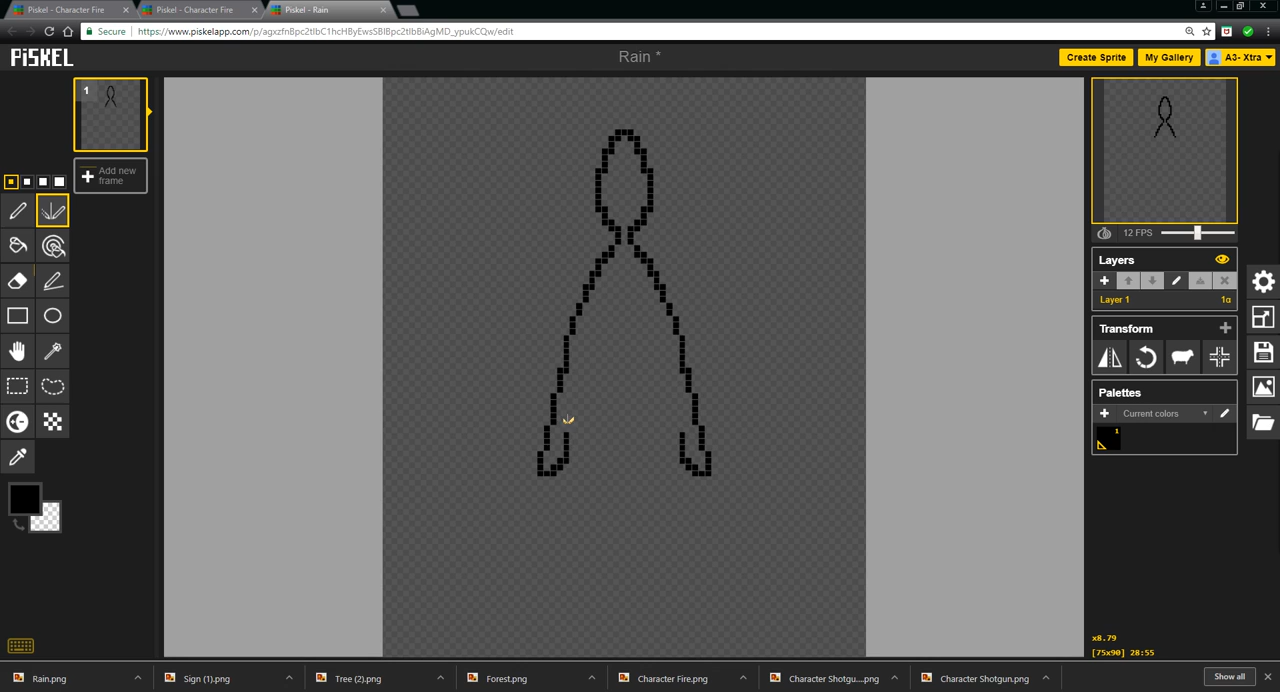 Piskel - Character Fire
Piskel - Character Fire
Piskel - Rain
Secure
https://www.piskelapp.com/p/agxzfnBpc2tlbC1hcHByEwsSBlBpc2tlbBiAgMD_ypukCQw/edit
PiSKEL
Rain *
Create Sprite
My Gallery
A3- Xtra
1
Add new
frame
12 FPS
Layers
Layer 1
1α
Transform
Palettes
Current colors
1
x8.79
[75x90] 28:55
Rain.png
Sign (1).png
Tree (2).png
Forest.png
Character Fire.png
Character Shotgu....png
Character Shotgun.png
Show all